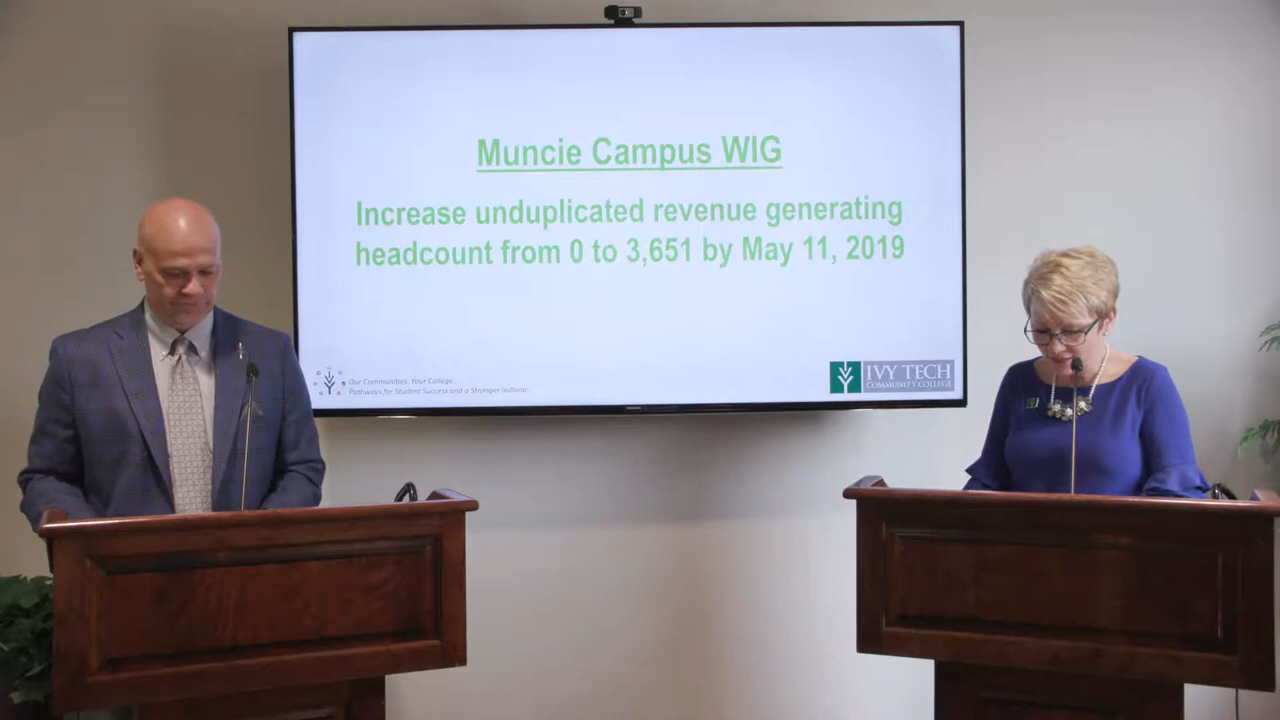 Muncie Campus WIG
Increase unduplicated revenue generating
headcount from 0 to 3,651 by May 11, 2019
Our Communities. Your College.
Pathways for Student Success and a Stronger Indiana
IVY TECH
COMMUNITY COLLEGE